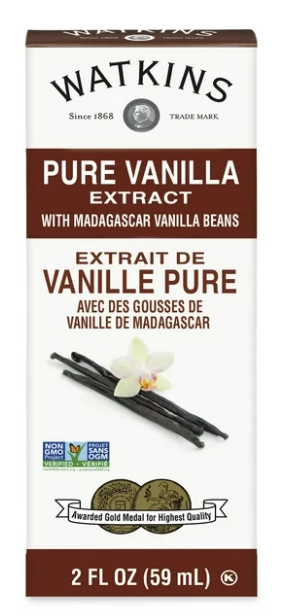 WATKINS
Since 1868 TRADE MARK
PURE VANILLA
EXTRACT
WITH MADAGASCAR VANILLA BEANS
EXTRAIT DE
VANILLE PURE
AVEC DES GOUSSES DE
VANILLE DE MADAGASCAR
NON GMO Project VERIFIED
PROJET SANS OGM VÉRIFIÉ
Awarded Gold Medal for Highest Quality
2 FL OZ (59 mL) K